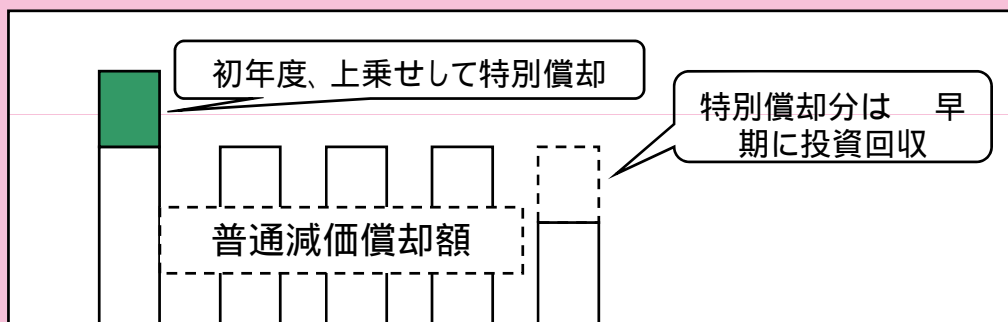 初年度、上乗せして特別償却
特別償却分は　早
期に投資回収
普通減価償却額